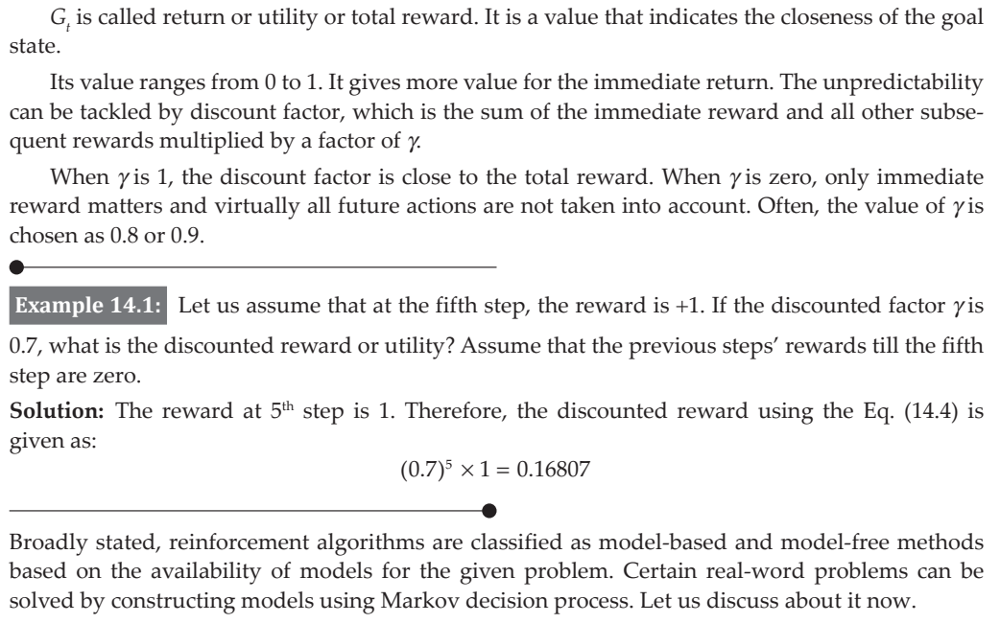 G_t is called return or utility or total reward. It is a value that indicates the closeness of the goal
state.
Its value ranges from 0 to 1. It gives more value for the immediate return. The unpredictability
can be tackled by discount factor, which is the sum of the immediate reward and all other subse-
quent rewards multiplied by a factor of γ.
When γ is 1, the discount factor is close to the total reward. When γ is zero, only immediate
reward matters and virtually all future actions are not taken into account. Often, the value of γ is
chosen as 0.8 or 0.9.
Example 14.1: Let us assume that at the fifth step, the reward is +1. If the discounted factor γ is
0.7, what is the discounted reward or utility? Assume that the previous steps’ rewards till the fifth
step are zero.
Solution: The reward at 5th step is 1. Therefore, the discounted reward using the Eq. (14.4) is
given as:
(0.7)⁵ × 1 = 0.16807
Broadly stated, reinforcement algorithms are classified as model-based and model-free methods
based on the availability of models for the given problem. Certain real-word problems can be
solved by constructing models using Markov decision process. Let us discuss about it now.